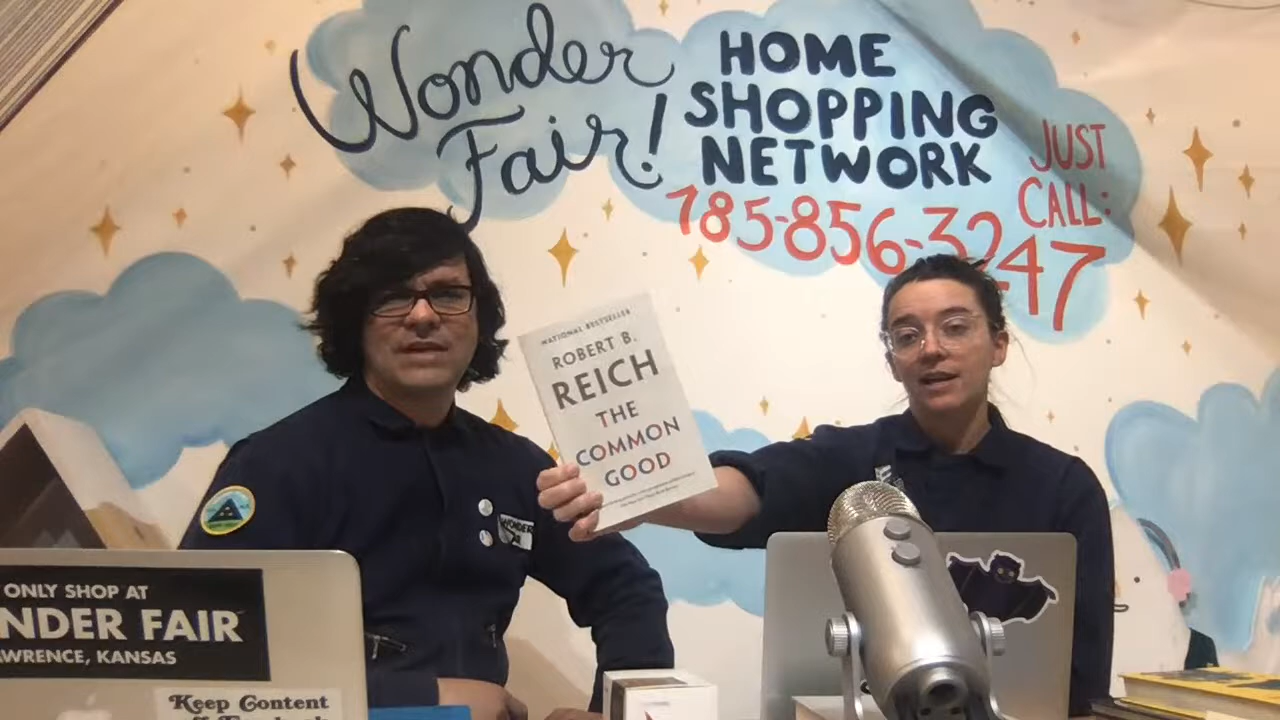 Wonder
Fair!
HOME
SHOPPING
NETWORK
JUST
CALL:
785-856-3247
NATIONAL BESTSELLER
ROBERT B.
REICH
THE
COMMON
GOOD
WONDER
ONLY SHOP AT
NDER FAIR
AWRENCE, KANSAS
Keep Content